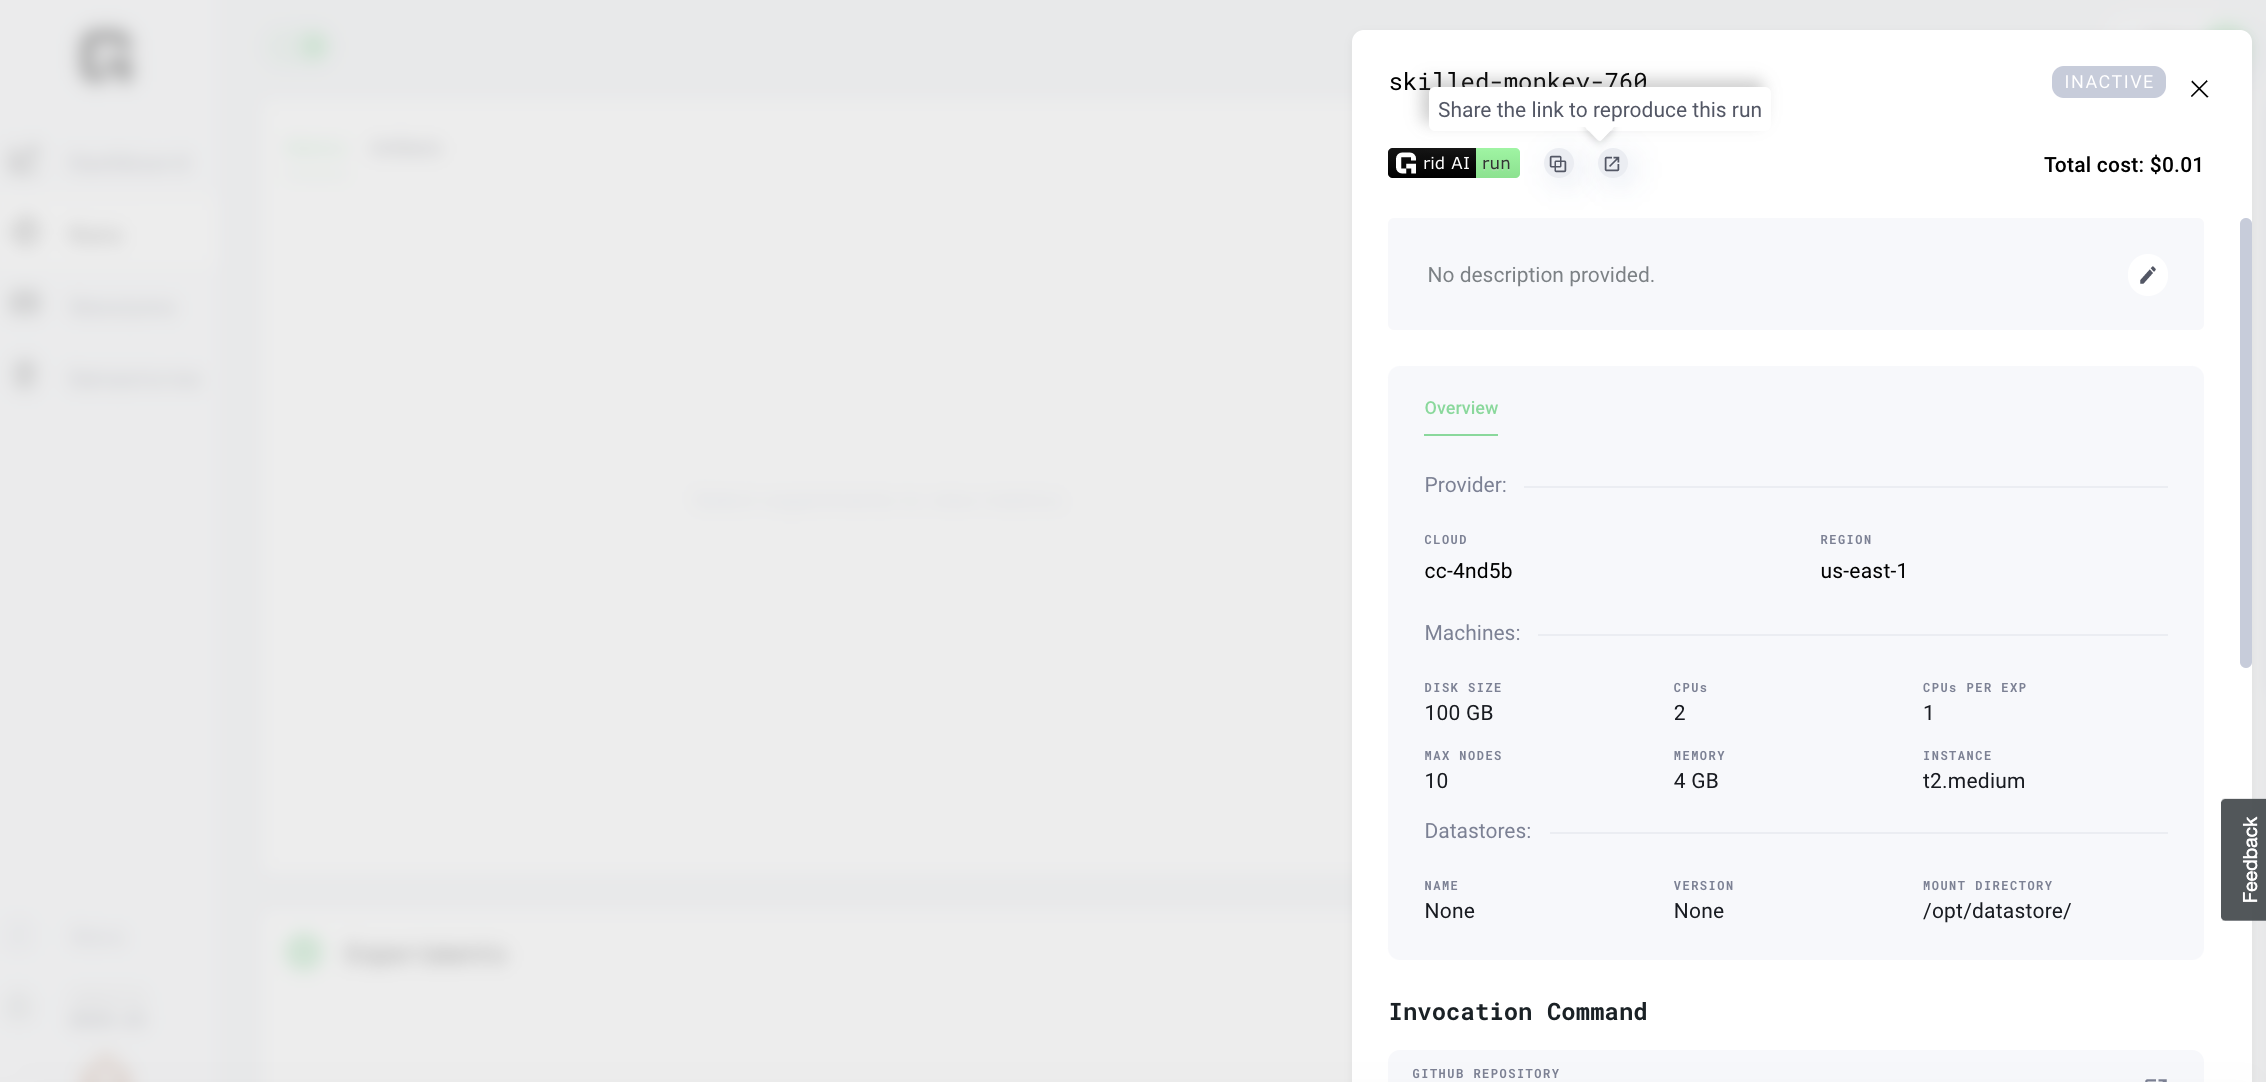 skilled-monkey-760
INACTIVE
Share the link to reproduce this run
rid AI run
Total cost: $0.01
No description provided.
Overview
Provider:
CLOUD
REGION
cc-4nd5b
us-east-1
Machines:
DISK SIZE
CPUs
CPUs PER EXP
100 GB
2
1
MAX NODES
MEMORY
INSTANCE
10
4 GB
t2.medium
Datastores:
NAME
VERSION
MOUNT DIRECTORY
None
None
/opt/datastore/
Feedback
Invocation Command
GITHUB REPOSITORY